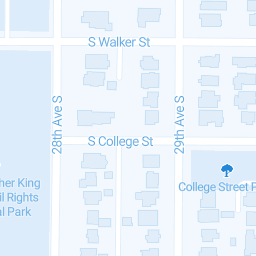 S Walker St
28th Ave S
29th Ave S
S College St
her King
il Rights
al Park
College Street P